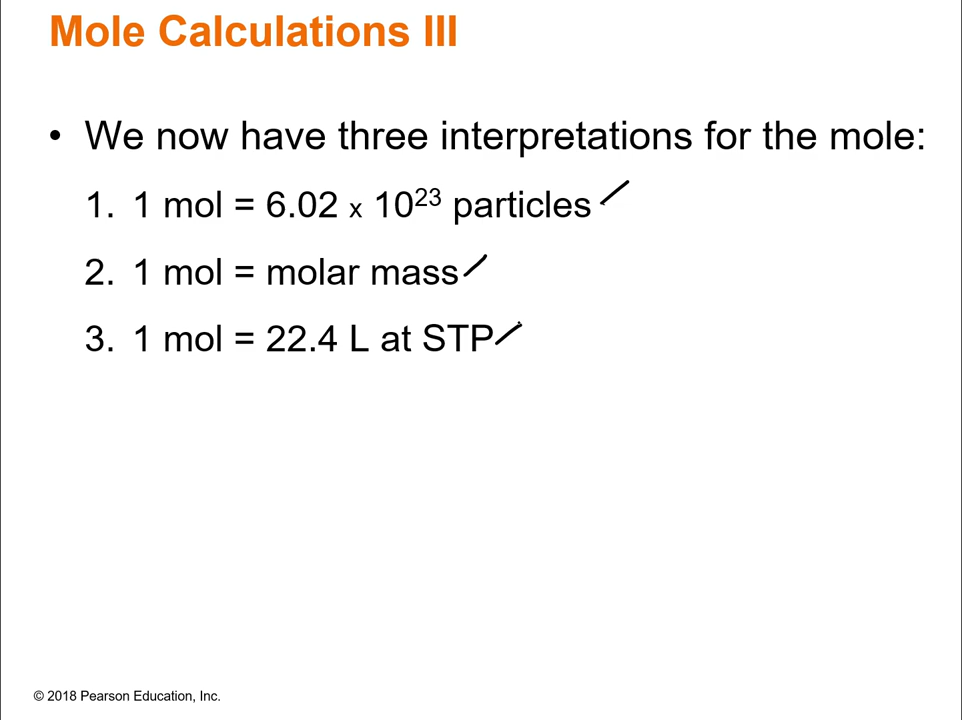 Mole Calculations III
• We now have three interpretations for the mole:
1. 1 mol = 6.02 x 10²³ particles
2. 1 mol = molar mass
3. 1 mol = 22.4 L at STP
© 2018 Pearson Education, Inc.